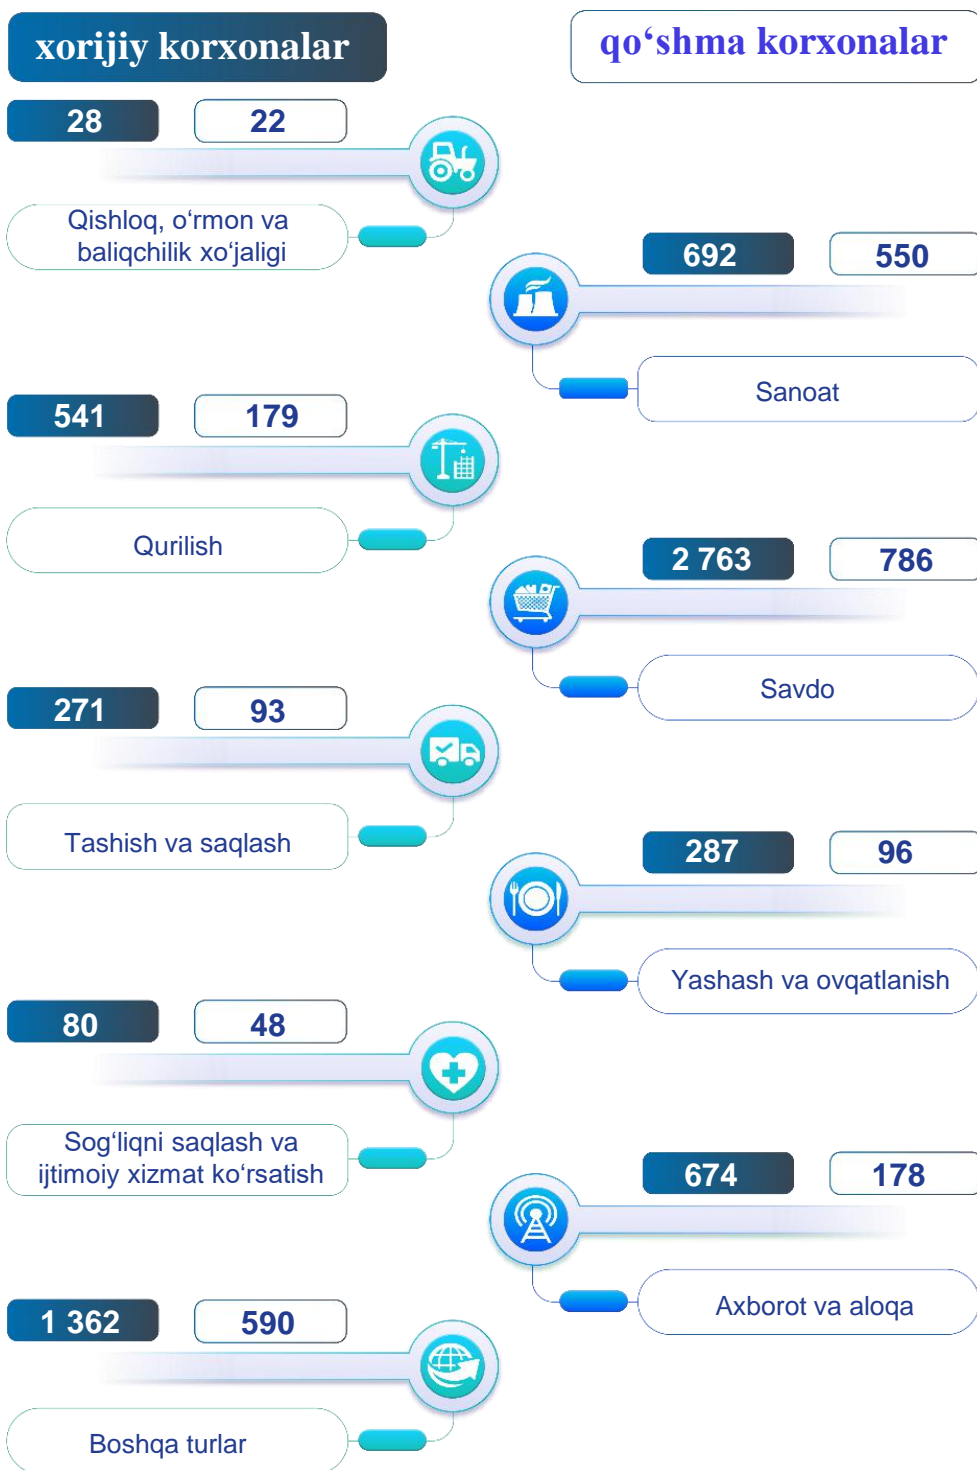 xorijiy korxonalar
qo‘shma korxonalar
28
22
Qishloq, o‘rmon va
baliqchilik xo‘jaligi
692
550
Sanoat
541
179
Qurilish
2 763
786
Savdo
271
93
Tashish va saqlash
287
96
Yashash va ovqatlanish
80
48
Sog‘liqni saqlash va
ijtimoiy xizmat ko‘rsatish
674
178
Axborot va aloqa
1 362
590
Boshqa turlar